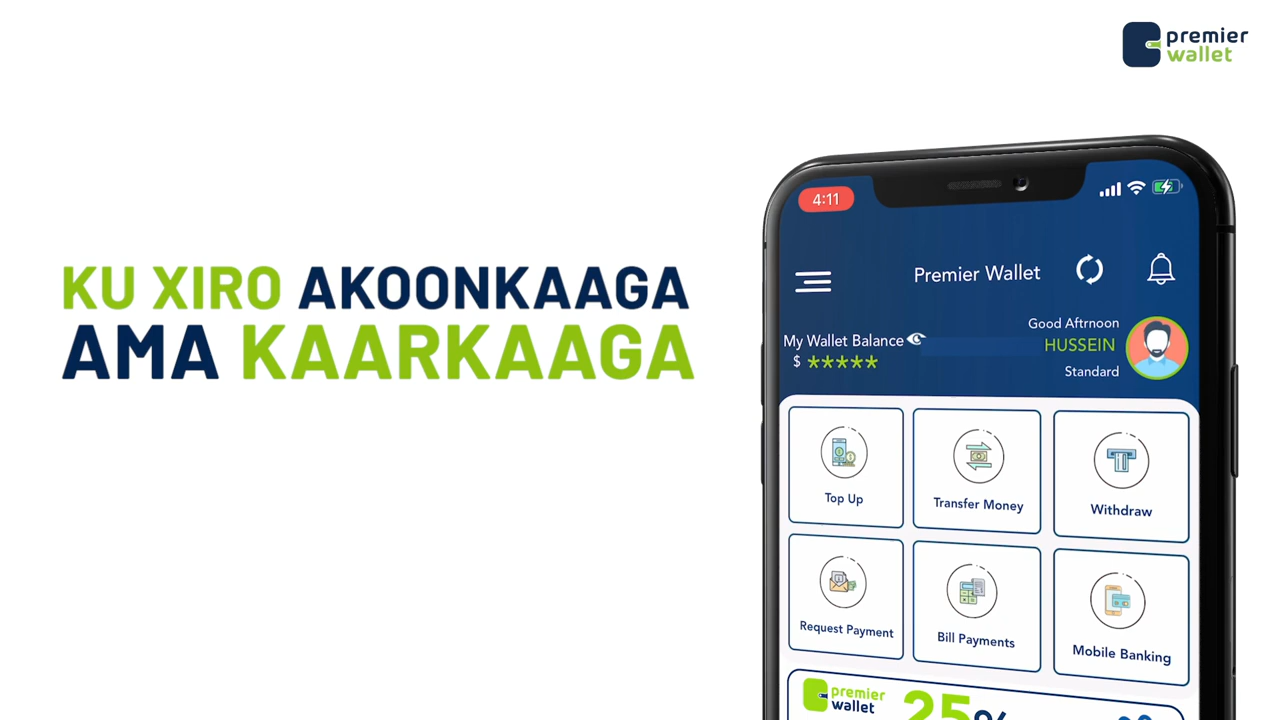 premier
wallet
KU XIRO AKOONKAAGA
AMA KAARKAAGA
4:11
Premier Wallet
My Wallet Balance
$ *****
Good Aftrnoon
HUSSEIN
Standard
Top Up
Transfer Money
Withdraw
Request Payment
Bill Payments
Mobile Banking
premier
wallet
25%